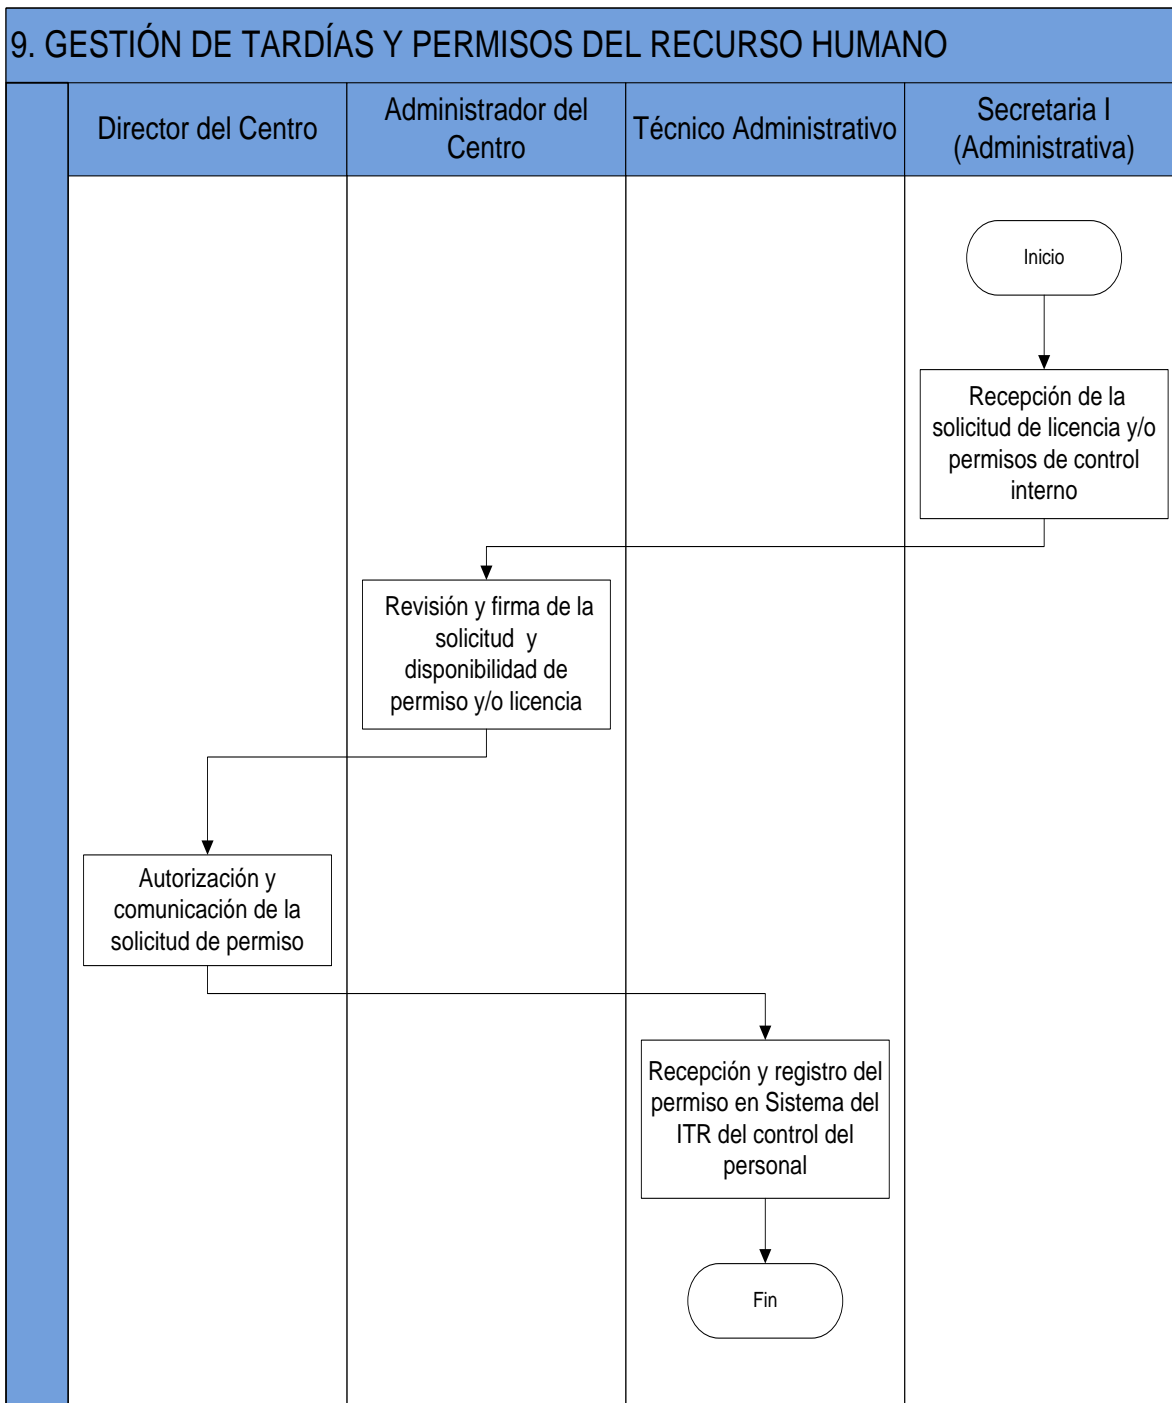 9. GESTIÓN DE TARDÍAS Y PERMISOS DEL RECURSO HUMANO
Director del Centro
Administrador del
Centro
Técnico Administrativo
Secretaria I
(Administrativa)
Inicio
Recepción de la
solicitud de licencia y/o
permisos de control
interno
Revisión y firma de la
solicitud y
disponibilidad de
permiso y/o licencia
Autorización y
comunicación de la
solicitud de permiso
Recepción y registro del
permiso en Sistema del
ITR del control del
personal
Fin